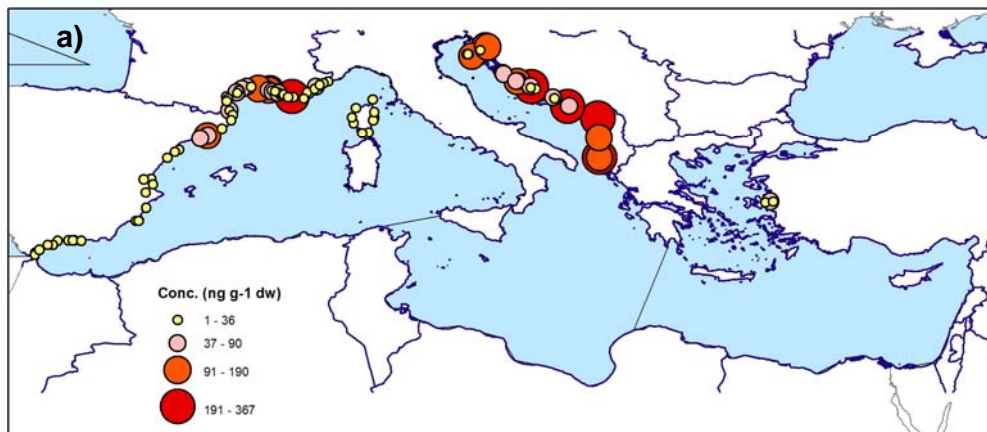 a)
Conc. (ng g-1 dw)
1 - 36
37 - 90
91 - 190
191 - 367